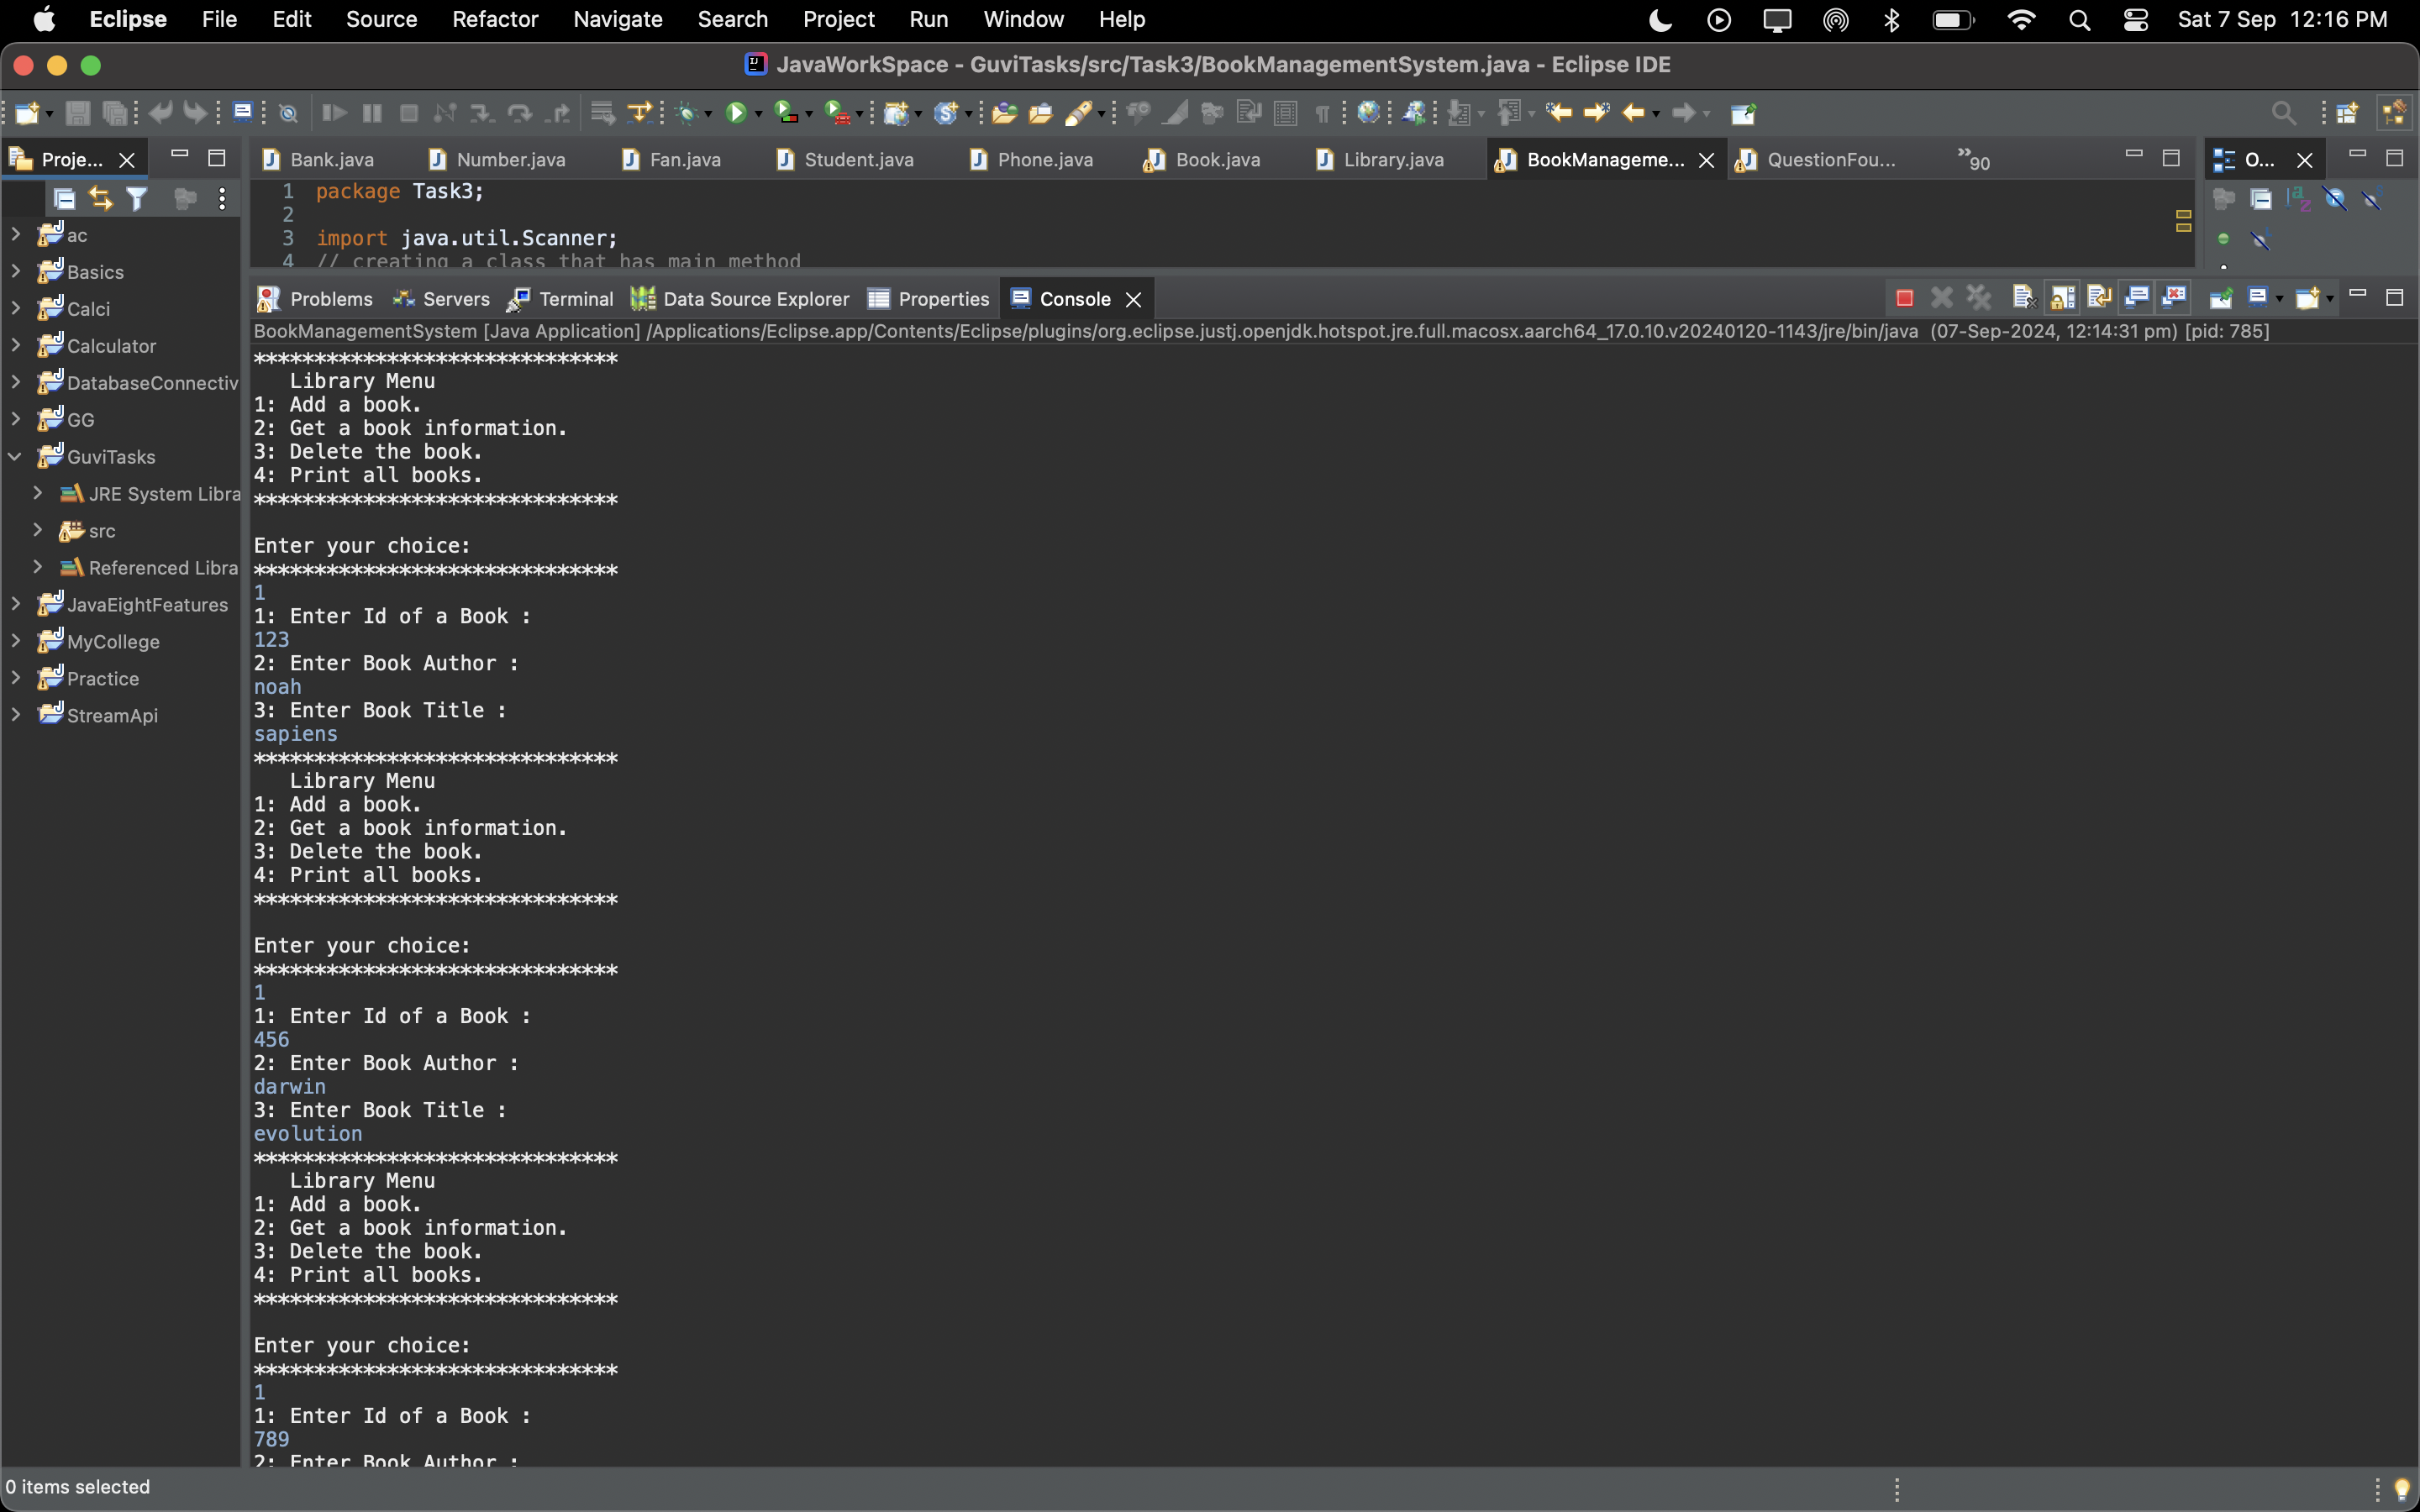 Eclipse File Edit Source Refactor Navigate Search Project Run Window Help Sat 7 Sep 12:16 PM
JavaWorkSpace - GuviTasks/src/Task3/BookManagementSystem.java - Eclipse IDE
Proje... Bank.java Number.java Fan.java Student.java Phone.java Book.java Library.java BookManageme... QuestionFou... »90 O...
1 package Task3;
2
3 import java.util.Scanner;
4 // creating a class that has main method
ac
Basics
Calci
Calculator
DatabaseConnectiv
GG
GuviTasks
JRE System Libra
src
Referenced Libra
JavaEightFeatures
MyCollege
Practice
StreamApi
Problems Servers Terminal Data Source Explorer Properties Console
BookManagementSystem [Java Application] /Applications/Eclipse.app/Contents/Eclipse/plugins/org.eclipse.justj.openjdk.hotspot.jre.full.macosx.aarch64_17.0.10.v20240120-1143/jre/bin/java (07-Sep-2024, 12:14:31 pm) [pid: 785]
******************************
Library Menu
1: Add a book.
2: Get a book information.
3: Delete the book.
4: Print all books.
******************************
Enter your choice:
******************************
1
1: Enter Id of a Book :
123
2: Enter Book Author :
noah
3: Enter Book Title :
sapiens
******************************
Library Menu
1: Add a book.
2: Get a book information.
3: Delete the book.
4: Print all books.
******************************
Enter your choice:
******************************
1
1: Enter Id of a Book :
456
2: Enter Book Author :
darwin
3: Enter Book Title :
evolution
******************************
Library Menu
1: Add a book.
2: Get a book information.
3: Delete the book.
4: Print all books.
******************************
Enter your choice:
******************************
1
1: Enter Id of a Book :
789
2: Enter Book Author :
0 items selected